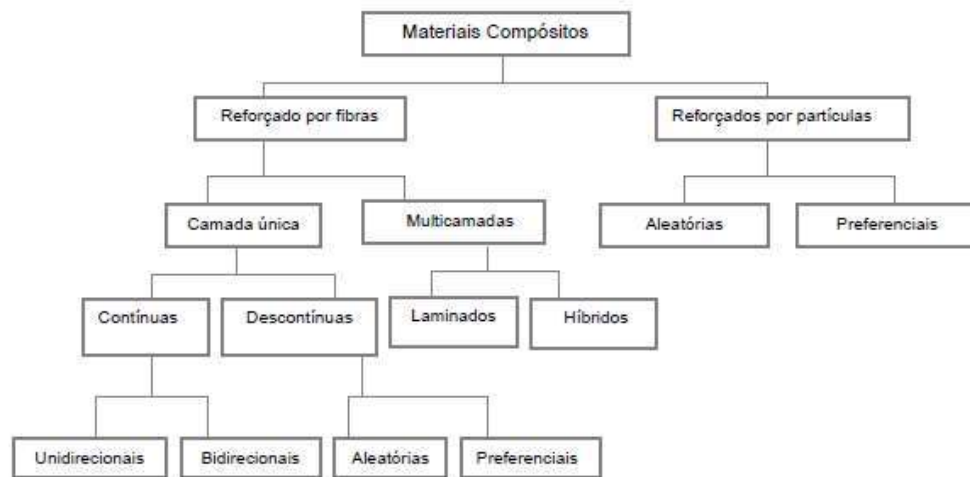 Materiais Compósitos
Reforçado por fibras
Reforçados por partículas
Camada única
Multicamadas
Aleatórias
Preferenciais
Contínuas
Descontínuas
Laminados
Híbridos
Unidirecionais
Bidirecionais
Aleatórias
Preferenciais